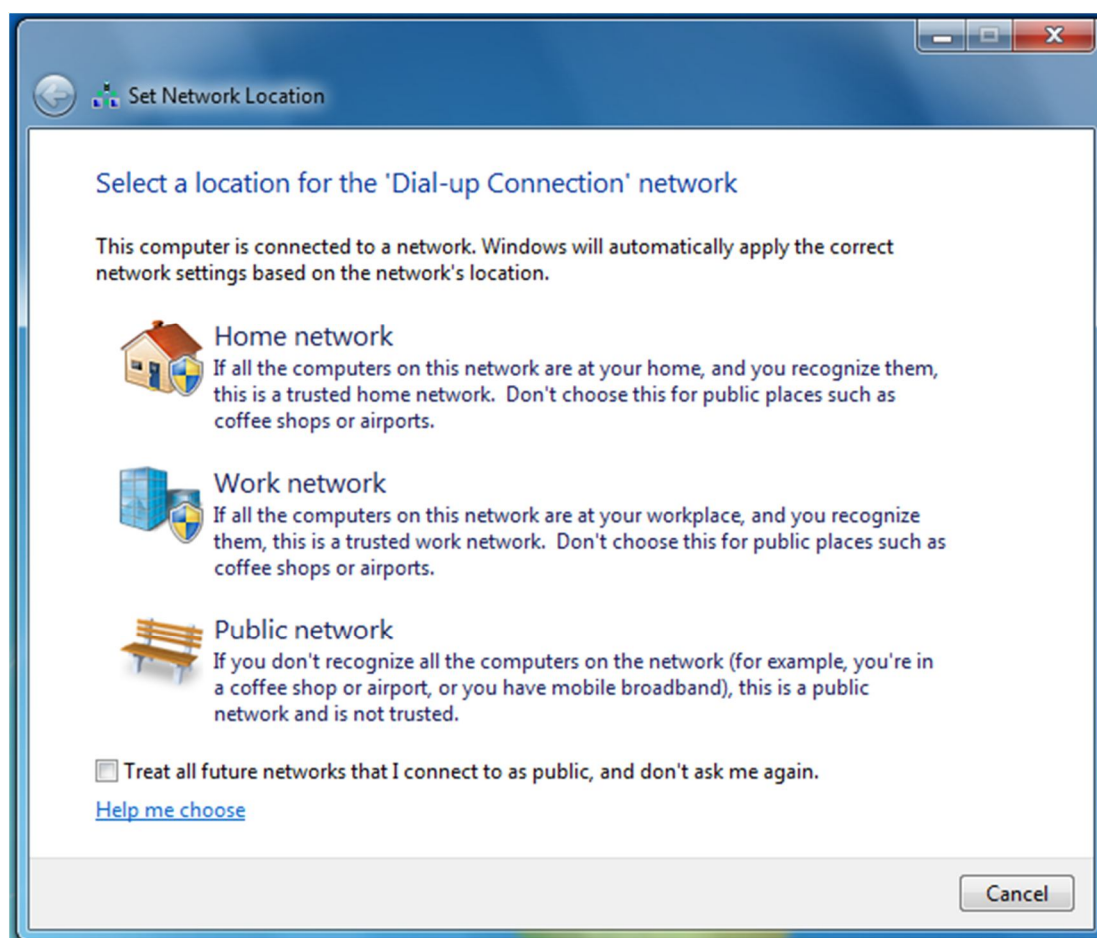 Set Network Location
Select a location for the 'Dial-up Connection' network
This computer is connected to a network. Windows will automatically apply the correct
network settings based on the network's location.
Home network
If all the computers on this network are at your home, and you recognize them,
this is a trusted home network.  Don't choose this for public places such as
coffee shops or airports.
Work network
If all the computers on this network are at your workplace, and you recognize
them, this is a trusted work network.  Don't choose this for public places such as
coffee shops or airports.
Public network
If you don't recognize all the computers on the network (for example, you're in
a coffee shop or airport, or you have mobile broadband), this is a public
network and is not trusted.
Treat all future networks that I connect to as public, and don't ask me again.
Help me choose
Cancel